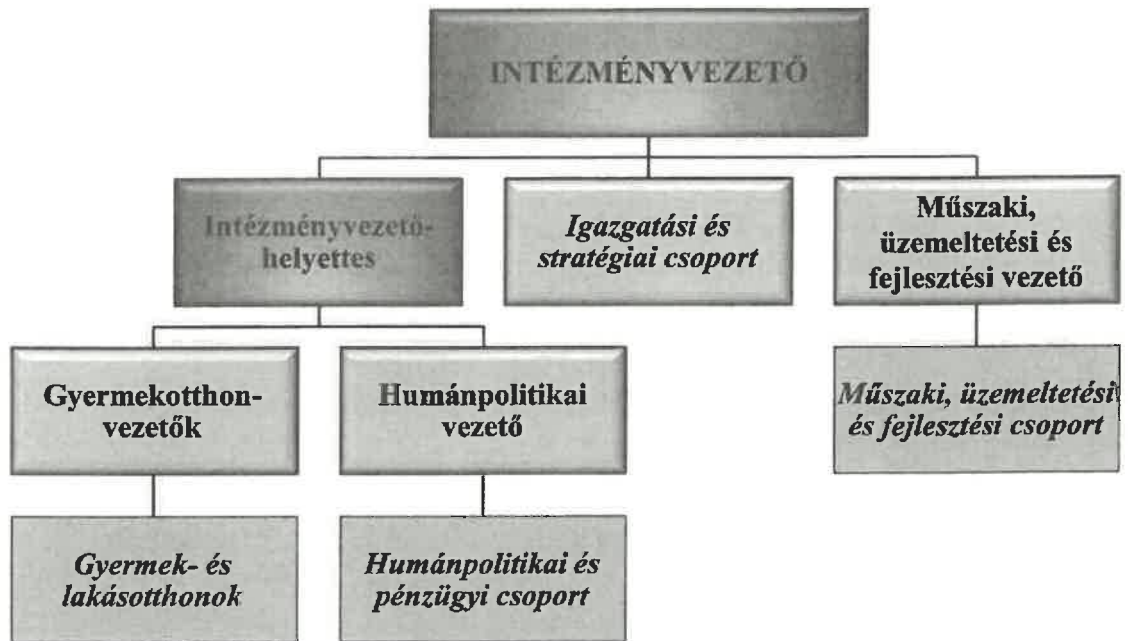 INTÉZMÉNYVEZETŐ
Intézményvezető-
helyettes
Igazgatási és
stratégiai csoport
Műszaki,
üzemeltetési és
fejlesztési vezető
Gyermekotthon-
vezetők
Humánpolitikai
vezető
Műszaki, üzemeltetési
és fejlesztési csoport
Gyermek- és
lakásotthonok
Humánpolitikai és
pénzügyi csoport